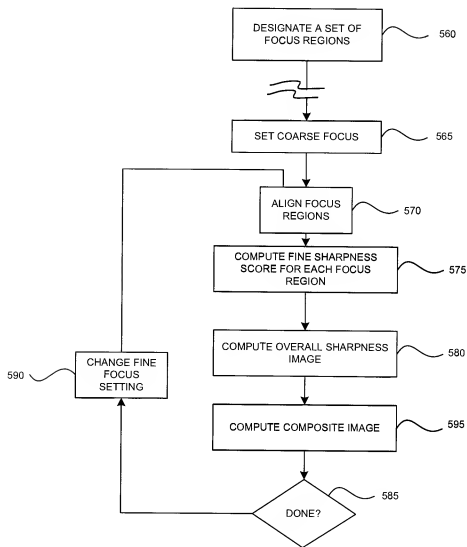 DESIGNATE A SET OF
FOCUS REGIONS
560
SET COARSE FOCUS
565
ALIGN FOCUS
REGIONS
570
COMPUTE FINE SHARPNESS
SCORE FOR EACH FOCUS
REGION
575
COMPUTE OVERALL SHARPNESS
IMAGE
580
590
CHANGE FINE
FOCUS
SETTING
COMPUTE COMPOSITE IMAGE
595
DONE?
585